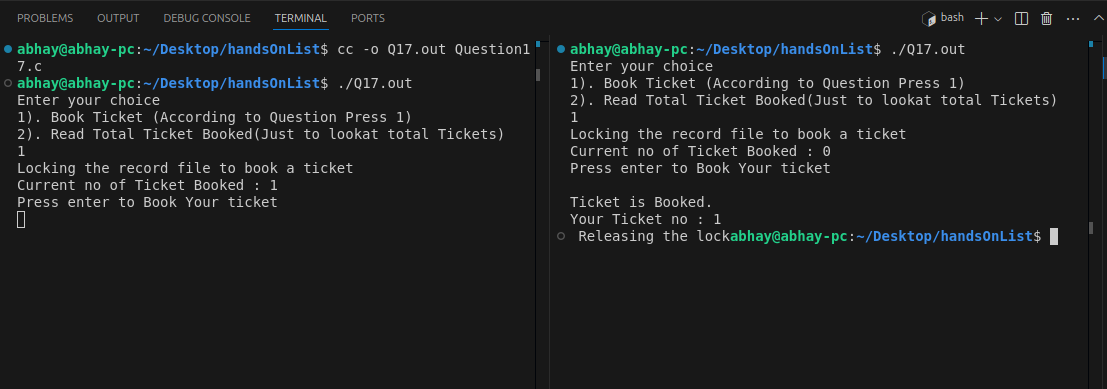 PROBLEMS OUTPUT DEBUG CONSOLE TERMINAL PORTS
bash
abhay@abhay-pc:~/Desktop/handsOnList$ cc -o Q17.out Question1
7.c
abhay@abhay-pc:~/Desktop/handsOnList$ ./Q17.out
Enter your choice
1). Book Ticket (According to Question Press 1)
2). Read Total Ticket Booked(Just to lookat total Tickets)
1
Locking the record file to book a ticket
Current no of Ticket Booked : 1
Press enter to Book Your ticket
abhay@abhay-pc:~/Desktop/handsOnList$ ./Q17.out
Enter your choice
1). Book Ticket (According to Question Press 1)
2). Read Total Ticket Booked(Just to lookat total Tickets)
1
Locking the record file to book a ticket
Current no of Ticket Booked : 0
Press enter to Book Your ticket
Ticket is Booked.
Your Ticket no : 1
Releasing the lockabhay@abhay-pc:~/Desktop/handsOnList$